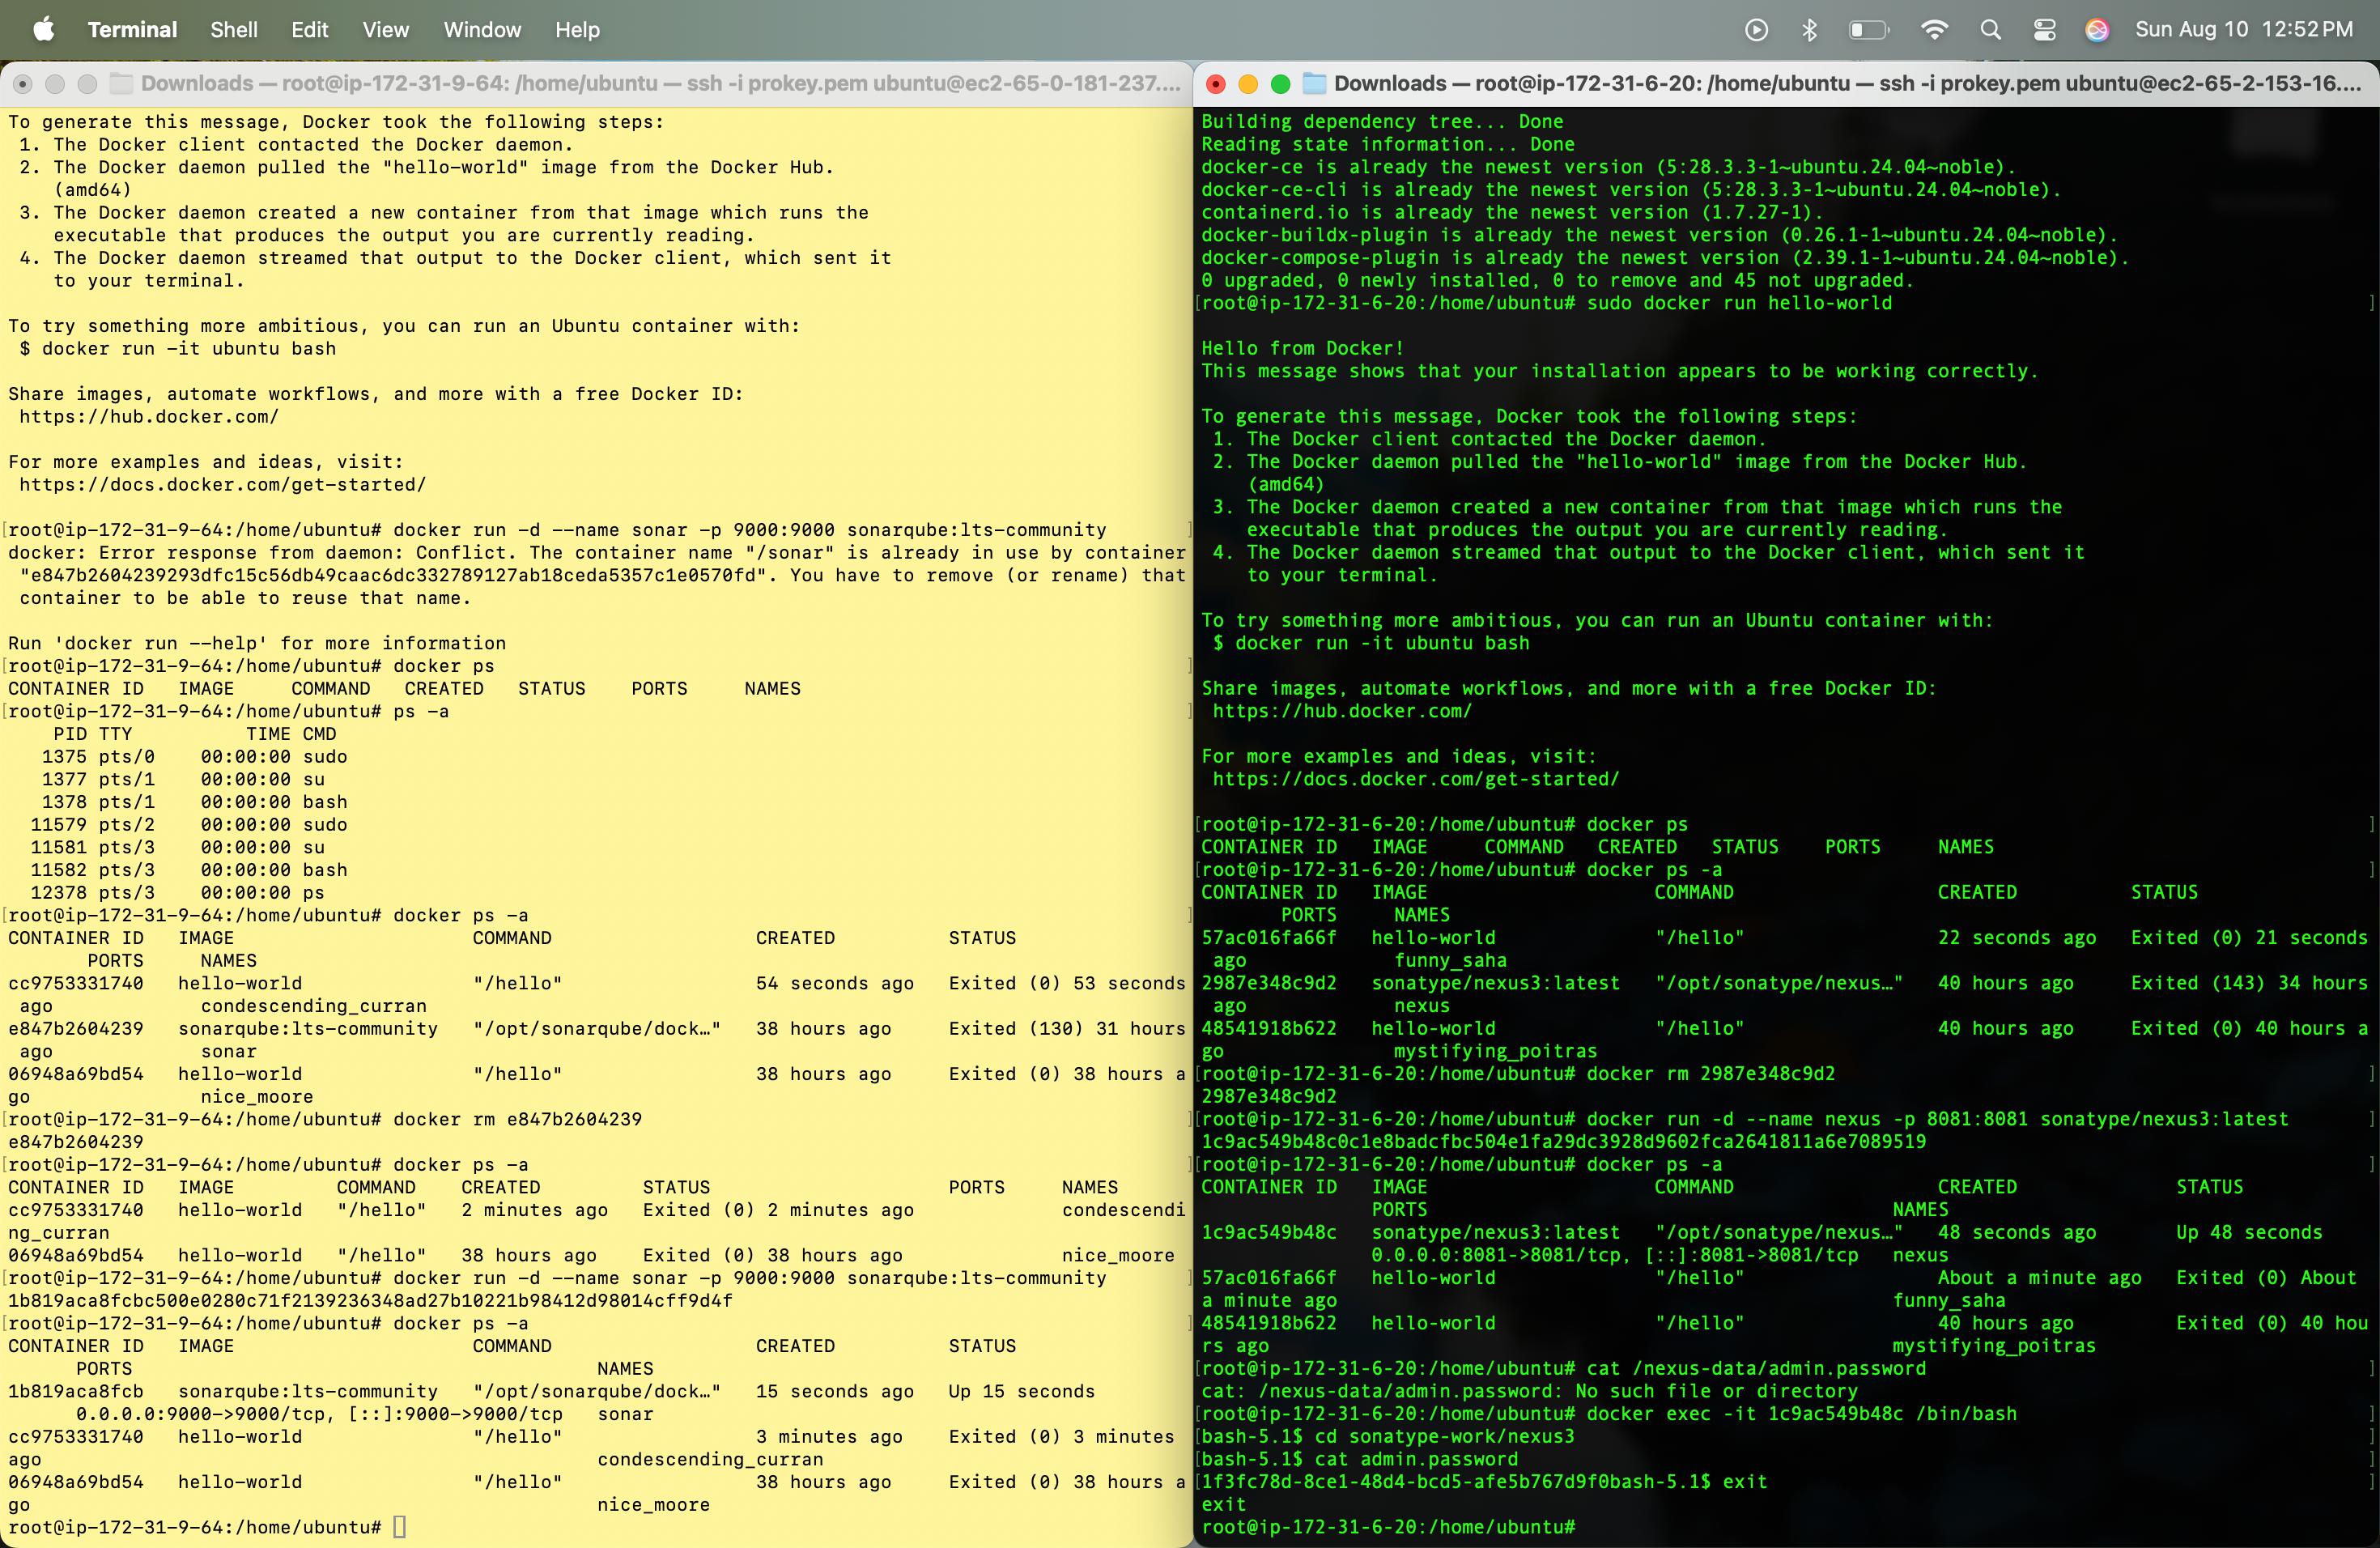 Terminal Shell Edit View Window Help Sun Aug 10 12:52 PM
Downloads — root@ip-172-31-9-64: /home/ubuntu — ssh -i prokey.pem ubuntu@ec2-65-0-181-237....
To generate this message, Docker took the following steps:
1. The Docker client contacted the Docker daemon.
2. The Docker daemon pulled the "hello-world" image from the Docker Hub.
(amd64)
3. The Docker daemon created a new container from that image which runs the
executable that produces the output you are currently reading.
4. The Docker daemon streamed that output to the Docker client, which sent it
to your terminal.
To try something more ambitious, you can run an Ubuntu container with:
$ docker run -it ubuntu bash
Share images, automate workflows, and more with a free Docker ID:
https://hub.docker.com/
For more examples and ideas, visit:
https://docs.docker.com/get-started/
[root@ip-172-31-9-64:/home/ubuntu# docker run -d --name sonar -p 9000:9000 sonarqube:lts-community ]
docker: Error response from daemon: Conflict. The container name "/sonar" is already in use by container
"e847b2604239293dfc15c56db49caac6dc332789127ab18ceda5357c1e0570fd". You have to remove (or rename) that
container to be able to reuse that name.
Run 'docker run --help' for more information
[root@ip-172-31-9-64:/home/ubuntu# docker ps ]
CONTAINER ID IMAGE COMMAND CREATED STATUS PORTS NAMES
[root@ip-172-31-9-64:/home/ubuntu# ps -a ]
PID TTY TIME CMD
1375 pts/0 00:00:00 sudo
1377 pts/1 00:00:00 su
1378 pts/1 00:00:00 bash
11579 pts/2 00:00:00 sudo
11581 pts/3 00:00:00 su
11582 pts/3 00:00:00 bash
12378 pts/3 00:00:00 ps
[root@ip-172-31-9-64:/home/ubuntu# docker ps -a ]
CONTAINER ID IMAGE COMMAND CREATED STATUS
PORTS NAMES
cc9753331740 hello-world "/hello" 54 seconds ago Exited (0) 53 seconds
ago condescending_curran
e847b2604239 sonarqube:lts-community "/opt/sonarqube/dock…" 38 hours ago Exited (130) 31 hours
ago sonar
06948a69bd54 hello-world "/hello" 38 hours ago Exited (0) 38 hours a
go nice_moore
[root@ip-172-31-9-64:/home/ubuntu# docker rm e847b2604239 ]
e847b2604239
[root@ip-172-31-9-64:/home/ubuntu# docker ps -a ]
CONTAINER ID IMAGE COMMAND CREATED STATUS PORTS NAMES
cc9753331740 hello-world "/hello" 2 minutes ago Exited (0) 2 minutes ago condescendi
ng_curran
06948a69bd54 hello-world "/hello" 38 hours ago Exited (0) 38 hours ago nice_moore
[root@ip-172-31-9-64:/home/ubuntu# docker run -d --name sonar -p 9000:9000 sonarqube:lts-community ]
1b819aca8fcbc500e0280c71f2139236348ad27b10221b98412d98014cff9d4f
[root@ip-172-31-9-64:/home/ubuntu# docker ps -a ]
CONTAINER ID IMAGE COMMAND CREATED STATUS
PORTS NAMES
1b819aca8fcb sonarqube:lts-community "/opt/sonarqube/dock…" 15 seconds ago Up 15 seconds
0.0.0.0:9000->9000/tcp, [::]:9000->9000/tcp sonar
cc9753331740 hello-world "/hello" 3 minutes ago Exited (0) 3 minutes
ago condescending_curran
06948a69bd54 hello-world "/hello" 38 hours ago Exited (0) 38 hours a
go nice_moore
root@ip-172-31-9-64:/home/ubuntu#
Downloads — root@ip-172-31-6-20: /home/ubuntu — ssh -i prokey.pem ubuntu@ec2-65-2-153-16....
Building dependency tree... Done
Reading state information... Done
docker-ce is already the newest version (5:28.3.3-1~ubuntu.24.04~noble).
docker-ce-cli is already the newest version (5:28.3.3-1~ubuntu.24.04~noble).
containerd.io is already the newest version (1.7.27-1).
docker-buildx-plugin is already the newest version (0.26.1-1~ubuntu.24.04~noble).
docker-compose-plugin is already the newest version (2.39.1-1~ubuntu.24.04~noble).
0 upgraded, 0 newly installed, 0 to remove and 45 not upgraded.
[root@ip-172-31-6-20:/home/ubuntu# sudo docker run hello-world ]
Hello from Docker!
This message shows that your installation appears to be working correctly.
To generate this message, Docker took the following steps:
1. The Docker client contacted the Docker daemon.
2. The Docker daemon pulled the "hello-world" image from the Docker Hub.
(amd64)
3. The Docker daemon created a new container from that image which runs the
executable that produces the output you are currently reading.
4. The Docker daemon streamed that output to the Docker client, which sent it
to your terminal.
To try something more ambitious, you can run an Ubuntu container with:
$ docker run -it ubuntu bash
Share images, automate workflows, and more with a free Docker ID:
https://hub.docker.com/
For more examples and ideas, visit:
https://docs.docker.com/get-started/
[root@ip-172-31-6-20:/home/ubuntu# docker ps ]
CONTAINER ID IMAGE COMMAND CREATED STATUS PORTS NAMES
[root@ip-172-31-6-20:/home/ubuntu# docker ps -a ]
CONTAINER ID IMAGE COMMAND CREATED STATUS
PORTS NAMES
57ac016fa66f hello-world "/hello" 22 seconds ago Exited (0) 21 seconds
ago funny_saha
2987e348c9d2 sonatype/nexus3:latest "/opt/sonatype/nexus…" 40 hours ago Exited (143) 34 hours
ago nexus
48541918b622 hello-world "/hello" 40 hours ago Exited (0) 40 hours a
go mystifying_poitras
[root@ip-172-31-6-20:/home/ubuntu# docker rm 2987e348c9d2 ]
2987e348c9d2
[root@ip-172-31-6-20:/home/ubuntu# docker run -d --name nexus -p 8081:8081 sonatype/nexus3:latest ]
1c9ac549b48c0c1e8badcfbc504e1fa29dc3928d9602fca2641811a6e7089519
[root@ip-172-31-6-20:/home/ubuntu# docker ps -a ]
CONTAINER ID IMAGE COMMAND CREATED STATUS
PORTS NAMES
1c9ac549b48c sonatype/nexus3:latest "/opt/sonatype/nexus…" 48 seconds ago Up 48 seconds
0.0.0.0:8081->8081/tcp, [::]:8081->8081/tcp nexus
57ac016fa66f hello-world "/hello" About a minute ago Exited (0) About
a minute ago funny_saha
48541918b622 hello-world "/hello" 40 hours ago Exited (0) 40 hou
rs ago mystifying_poitras
[root@ip-172-31-6-20:/home/ubuntu# cat /nexus-data/admin.password ]
cat: /nexus-data/admin.password: No such file or directory
[root@ip-172-31-6-20:/home/ubuntu# docker exec -it 1c9ac549b48c /bin/bash ]
[bash-5.1$ cd sonatype-work/nexus3 ]
[bash-5.1$ cat admin.password ]
[1f3fc78d-8ce1-48d4-bcd5-afe5b767d9f0bash-5.1$ exit ]
exit
root@ip-172-31-6-20:/home/ubuntu#